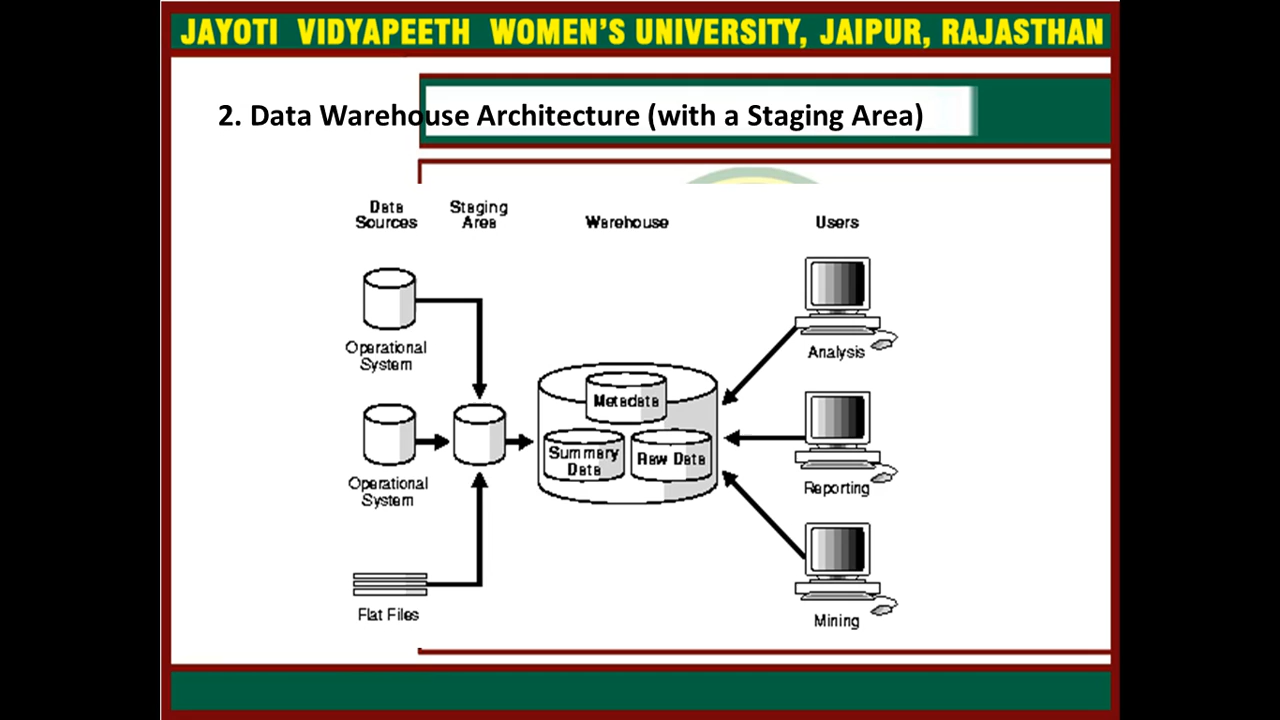 JAYOTI VIDYAPEETH WOMEN'S UNIVERSITY, JAIPUR, RAJASTHAN
2. Data Warehouse Architecture (with a Staging Area)
Data
Sources
Staging
Area
Warehouse
Users
Operational
System
Analysis
Metadata
Summary
Data
Raw Data
Operational
System
Reporting
Flat Files
Mining